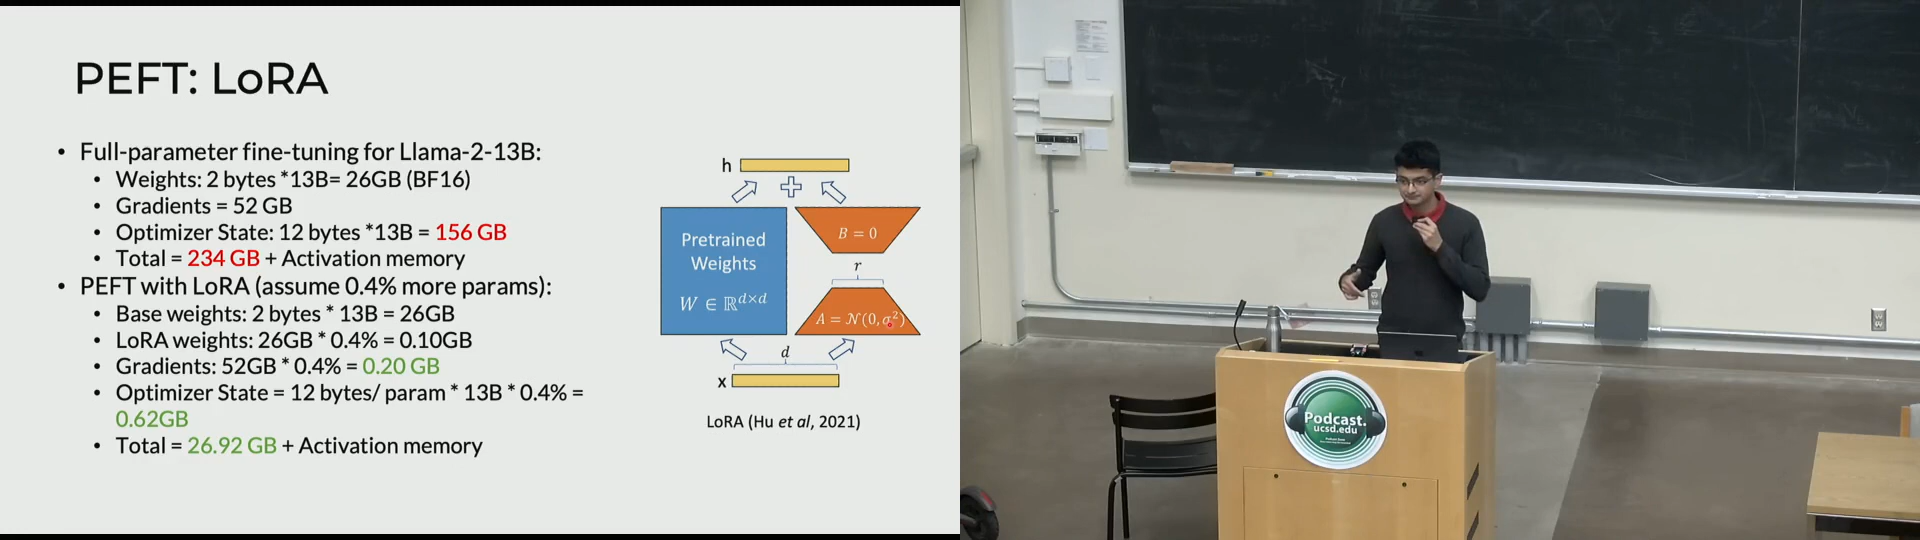 PEFT: LoRA
• Full-parameter fine-tuning for Llama-2-13B:
• Weights: 2 bytes *13B= 26GB (BF16)
• Gradients = 52 GB
• Optimizer State: 12 bytes *13B = 156 GB
• Total = 234 GB + Activation memory
• PEFT with LoRA (assume 0.4% more params):
• Base weights: 2 bytes * 13B = 26GB
• LoRA weights: 26GB * 0.4% = 0.10GB
• Gradients: 52GB * 0.4% = 0.20 GB
• Optimizer State = 12 bytes/ param * 13B * 0.4% =
0.62GB
• Total = 26.92 GB + Activation memory
h
Pretrained
Weights
W ∈ ℝ^{d×d}
B = 0
r
A = 𝒩(0, σ²)
d
x
LoRA (Hu et al, 2021)
Podcast.
ucsd.edu